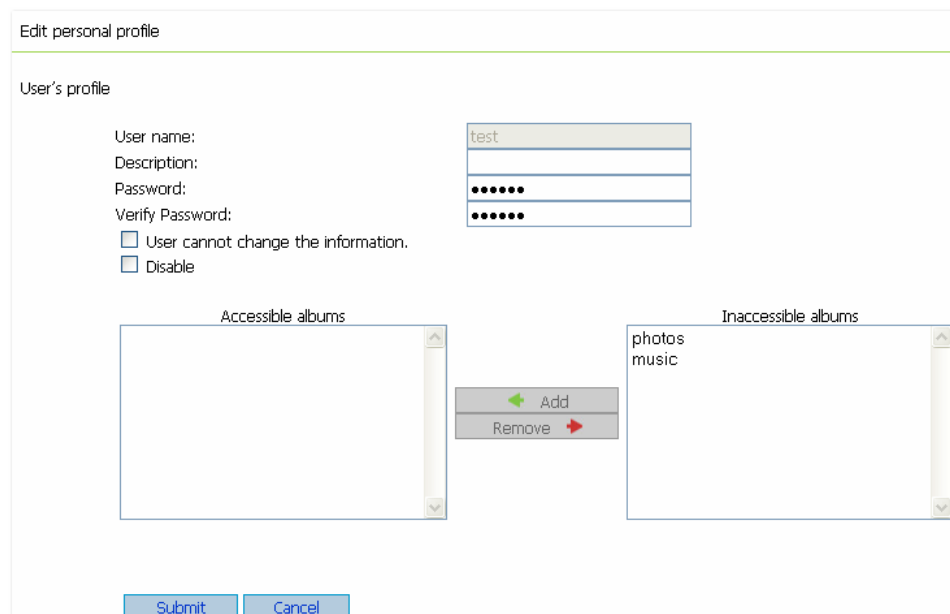 Edit personal profile
User's profile
User name:
test
Description:
Password:
••••••
Verify Password:
••••••
User cannot change the information.
Disable
Accessible albums
Inaccessible albums
photos
music
Add
Remove
Submit
Cancel